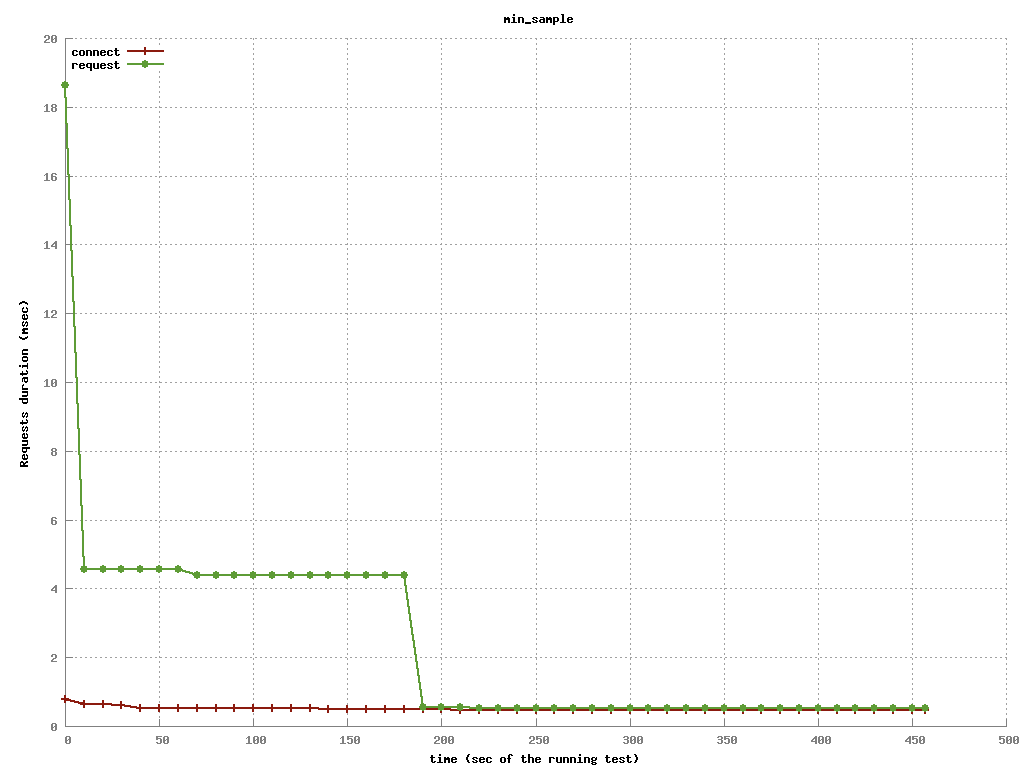 min_sample
connect
request
20
18
16
14
12
10
8
6
4
2
0
Requests duration (msec)
0 50 100 150 200 250 300 350 400 450 500
time (sec of the running test)